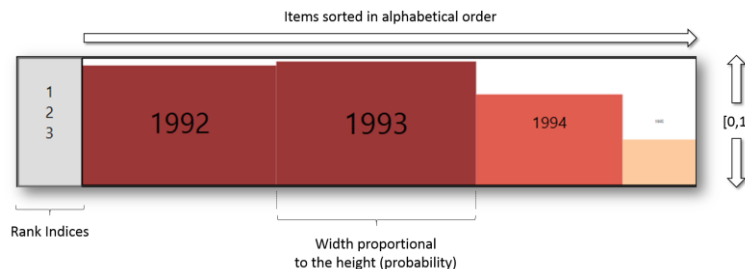 Items sorted in alphabetical order
1
2
3
1992
1993
1994
[0,1
Rank Indices
Width proportional
to the height (probability)